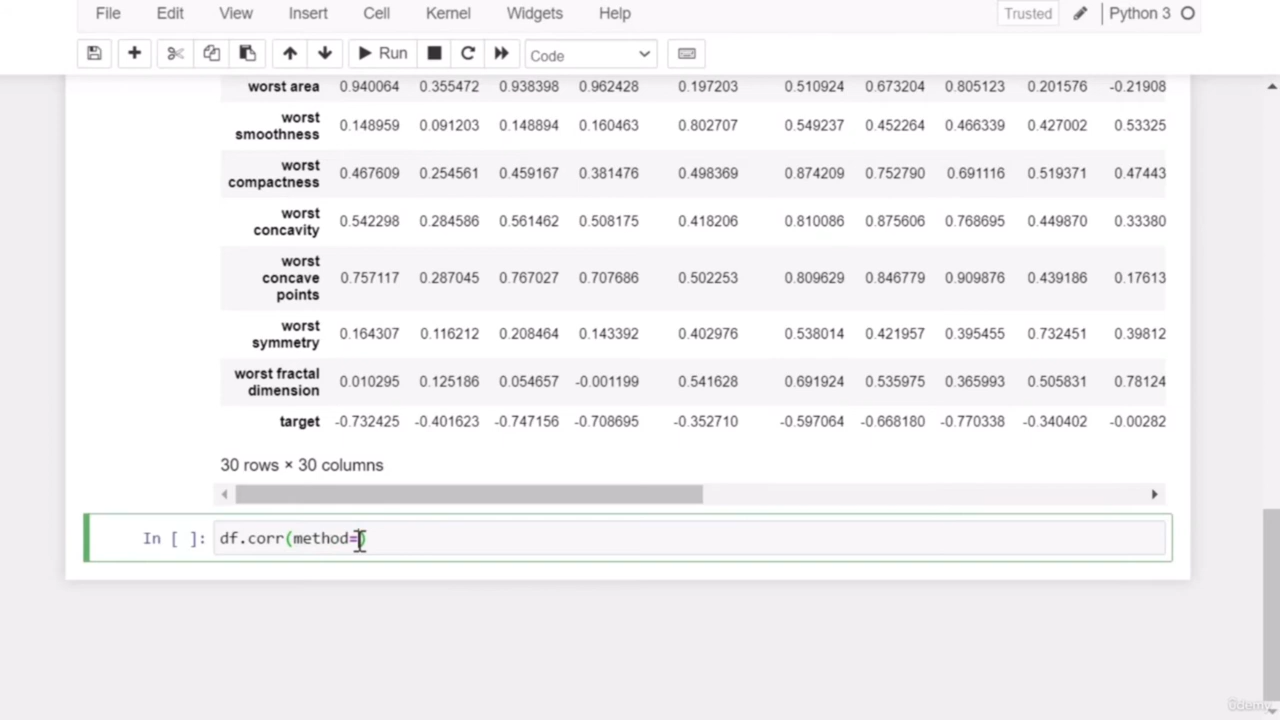 File Edit View Insert Cell Kernel Widgets Help Trusted Python 3
Run Code
worst area 0.940064 0.355472 0.938398 0.962428 0.197203 0.510924 0.673204 0.805123 0.201576 -0.21908
worst
smoothness 0.148959 0.091203 0.148894 0.160463 0.802707 0.549237 0.452264 0.466339 0.427002 0.53325
worst
compactness 0.467609 0.254561 0.459167 0.381476 0.498369 0.874209 0.752790 0.691116 0.519371 0.47443
worst
concavity 0.542298 0.284586 0.561462 0.508175 0.418206 0.810086 0.875606 0.768695 0.449870 0.33380
worst
concave 0.757117 0.287045 0.767027 0.707686 0.502253 0.809629 0.846779 0.909876 0.439186 0.17613
points
worst
symmetry 0.164307 0.116212 0.208464 0.143392 0.402976 0.538014 0.421957 0.395455 0.732451 0.39812
worst fractal
dimension 0.010295 0.125186 0.054657 -0.001199 0.541628 0.691924 0.535975 0.365993 0.505831 0.78124
target -0.732425 -0.401623 -0.747156 -0.708695 -0.352710 -0.597064 -0.668180 -0.770338 -0.340402 -0.00282
30 rows × 30 columns
In [ ]: df.corr(method=)
Udemy